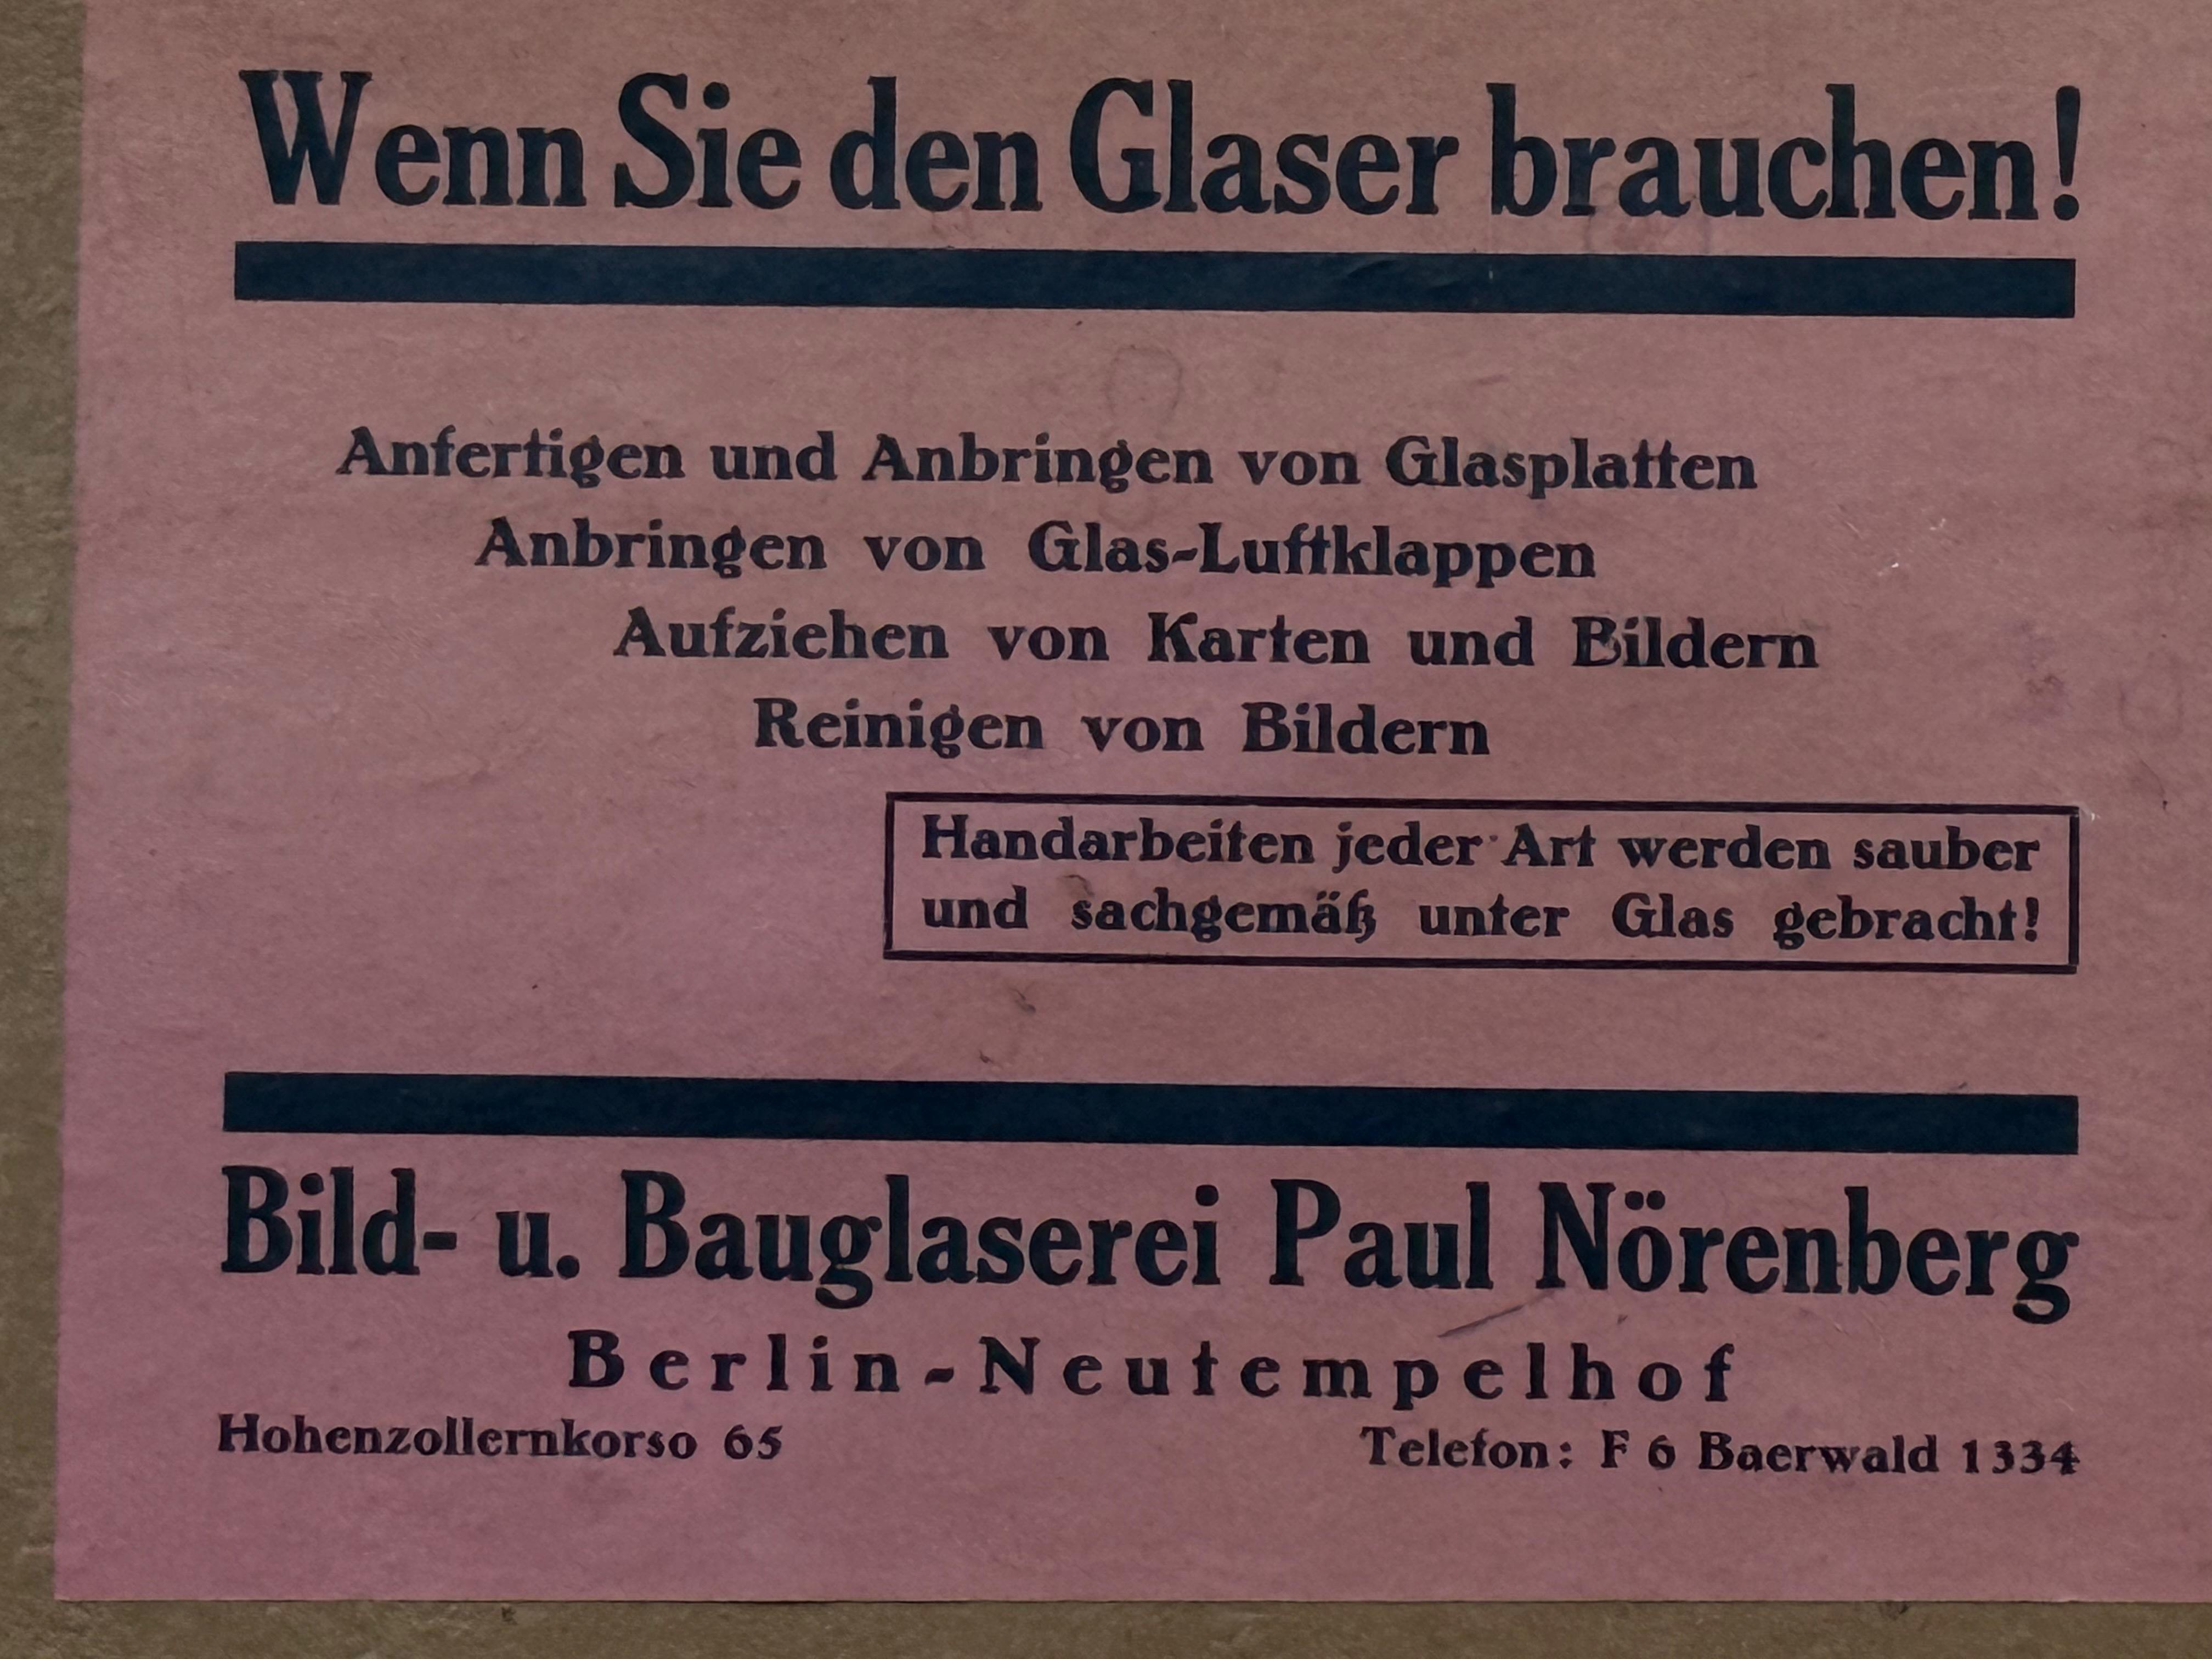 Wenn Sie den Glaser brauchen!
Anfertigen und Anbringen von Glasplatten
Anbringen von Glas-Luftklappen
Aufziehen von Karten und Bildern
Reinigen von Bildern
Handarbeiten jeder Art werden sauber
und sachgemäß unter Glas gebracht!
Bild- u. Bauglaserei Paul Nörenberg
Berlin-Neutempelhof
Hohenzollernkorso 65 Telefon: F 6 Baerwald 1334